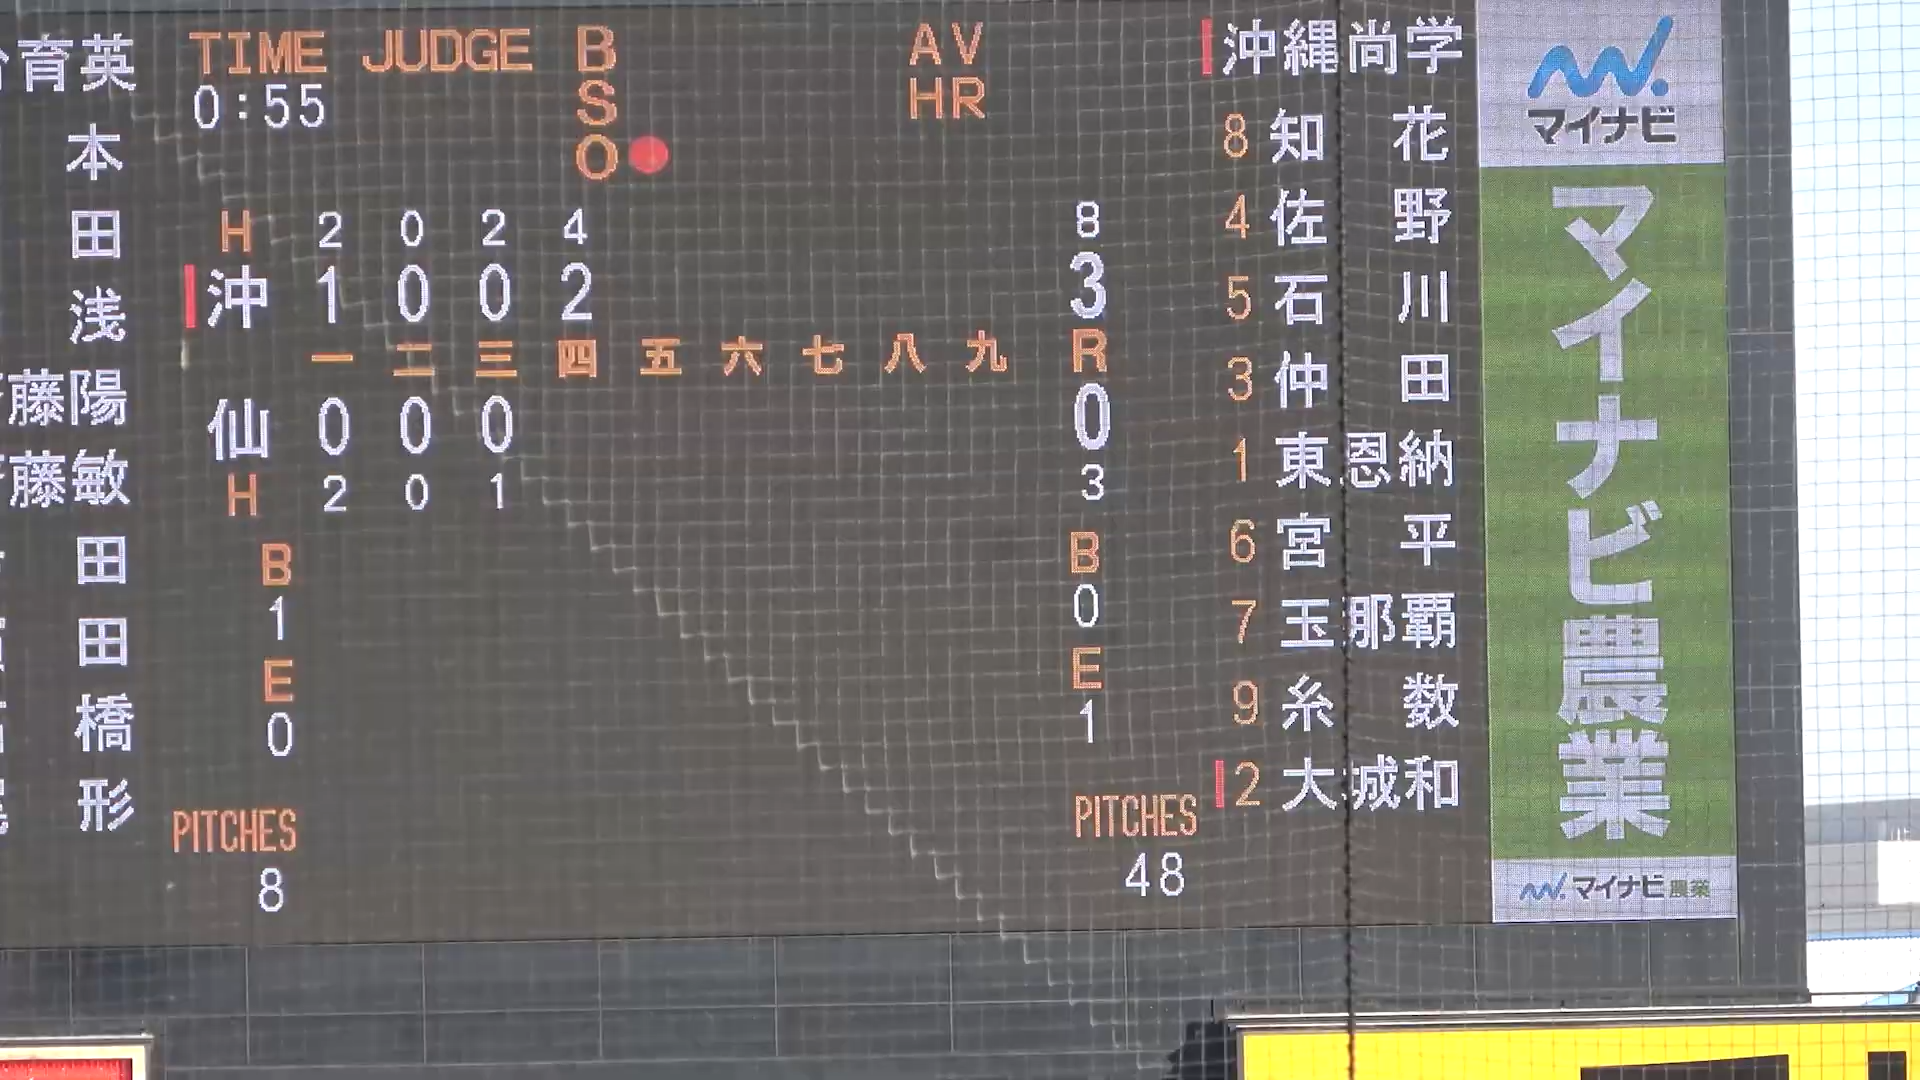 育英
本
田
浅
藤陽
藤敏
田
田
橋
形
TIME JUDGE B
0:55 S
O
AV
HR
H 2 0 2 4 8
沖 1 0 0 2 3
一 二 三 四 五 六 七 八 九 R
仙 0 0 0 0
H 2 0 1 3
B B
1 0
E E
0 1
PITCHES PITCHES
8 48
沖縄尚学
8 知花
4 佐野
5 石川
3 仲田
1 東恩納
6 宮平
7 玉那覇
9 糸数
2 大城和
マイナビ
マイナビ農業
マイナビ農業